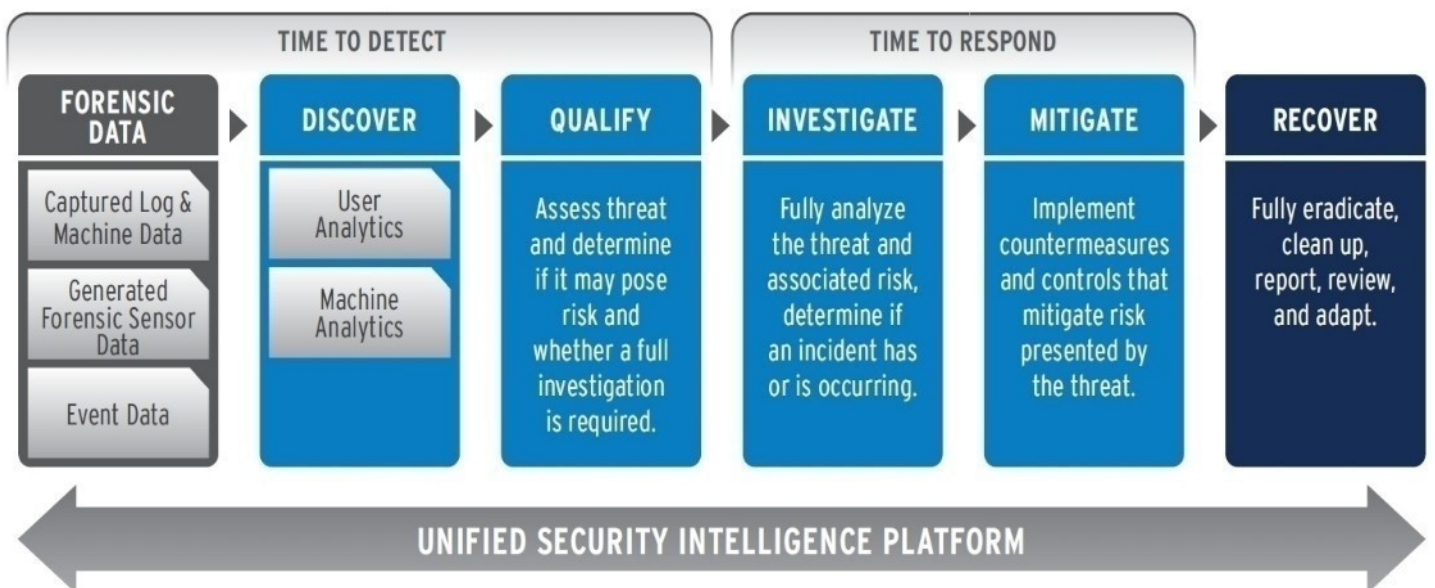 TIME TO DETECT
TIME TO RESPOND
FORENSIC
DATA
Captured Log &
Machine Data
Generated
Forensic Sensor
Data
Event Data
DISCOVER
User
Analytics
Machine
Analytics
QUALIFY
Assess threat
and determine
if it may pose
risk and
whether a full
investigation
is required.
INVESTIGATE
Fully analyze
the threat and
associated risk,
determine if
an incident has
or is occurring.
MITIGATE
Implement
countermeasures
and controls that
mitigate risk
presented by
the threat.
RECOVER
Fully eradicate,
clean up,
report, review,
and adapt.
UNIFIED SECURITY INTELLIGENCE PLATFORM